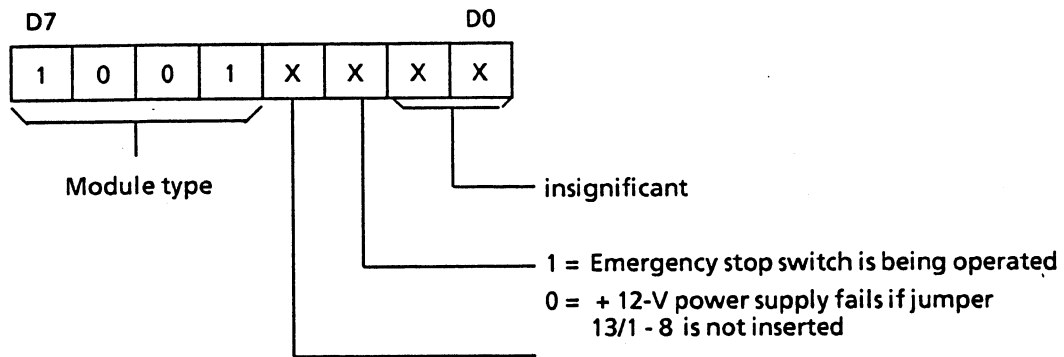 D7 D0
1 0 0 1 X X X X
Module type
insignificant
1 = Emergency stop switch is being operated
0 = + 12-V power supply fails if jumper
13/1 - 8 is not inserted